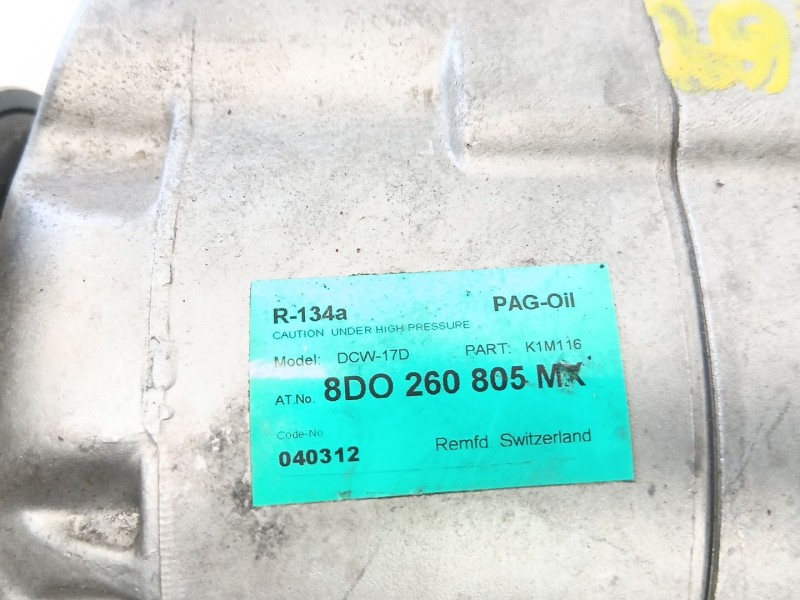 R-134a PAG-Oil
CAUTION UNDER HIGH PRESSURE
Model: DCW-17D PART: K1M116
AT.No. 8DO 260 805 MX
Code-No
040312 Remfd Switzerland